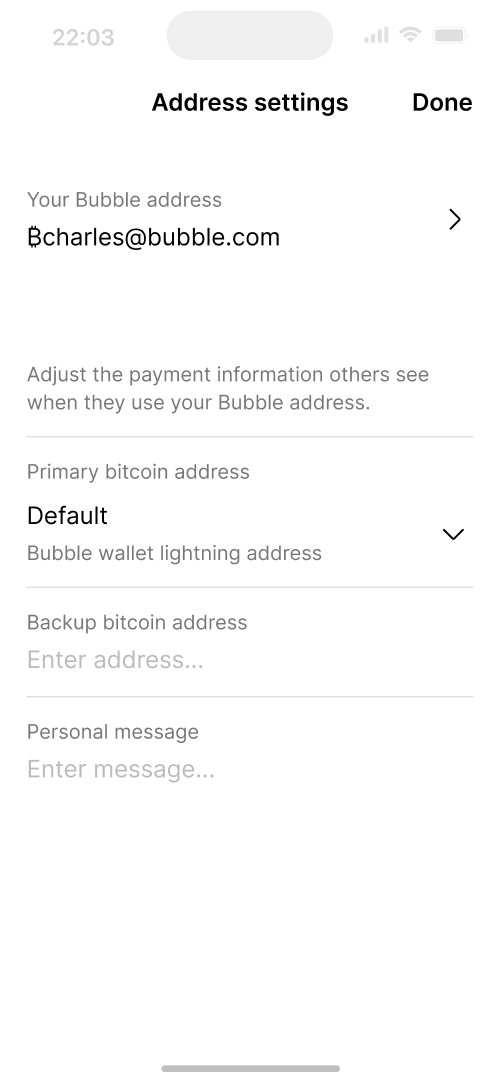 22:03
Address settings
Done
Your Bubble address
₿charles@bubble.com
Adjust the payment information others see
when they use your Bubble address.
Primary bitcoin address
Default
Bubble wallet lightning address
Backup bitcoin address
Enter address...
Personal message
Enter message...